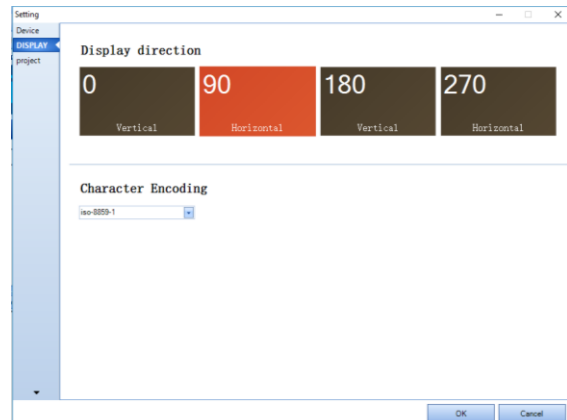 Setting
Device
DISPLAY
project
Display direction
0
Vertical
90
Horizontal
180
Vertical
270
Horizontal
Character Encoding
iso-8859-1
OK
Cancel